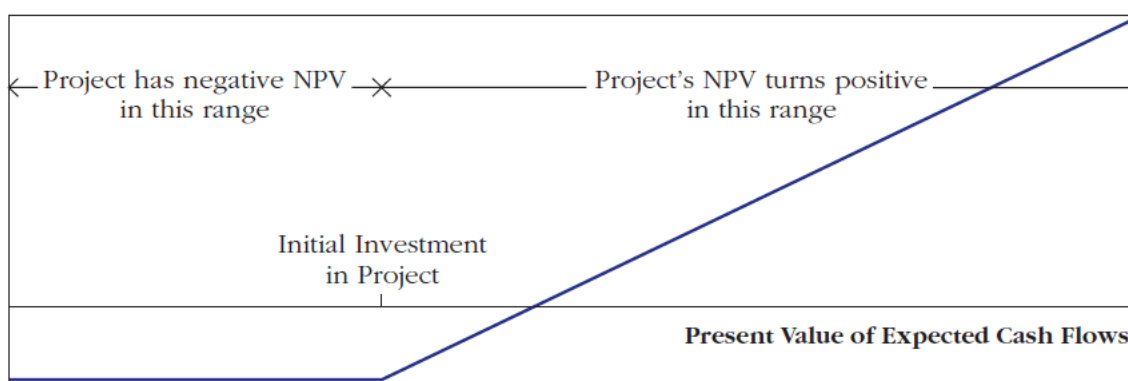 Project has negative NPV
in this range
Project's NPV turns positive
in this range
Initial Investment
in Project
Present Value of Expected Cash Flows